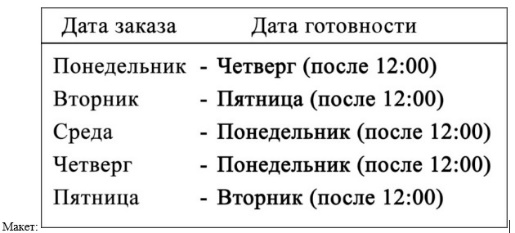 Дата заказа Дата готовности
Понедельник - Четверг (после 12:00)
Вторник - Пятница (после 12:00)
Среда - Понедельник (после 12:00)
Четверг - Понедельник (после 12:00)
Пятница - Вторник (после 12:00)
Макет: